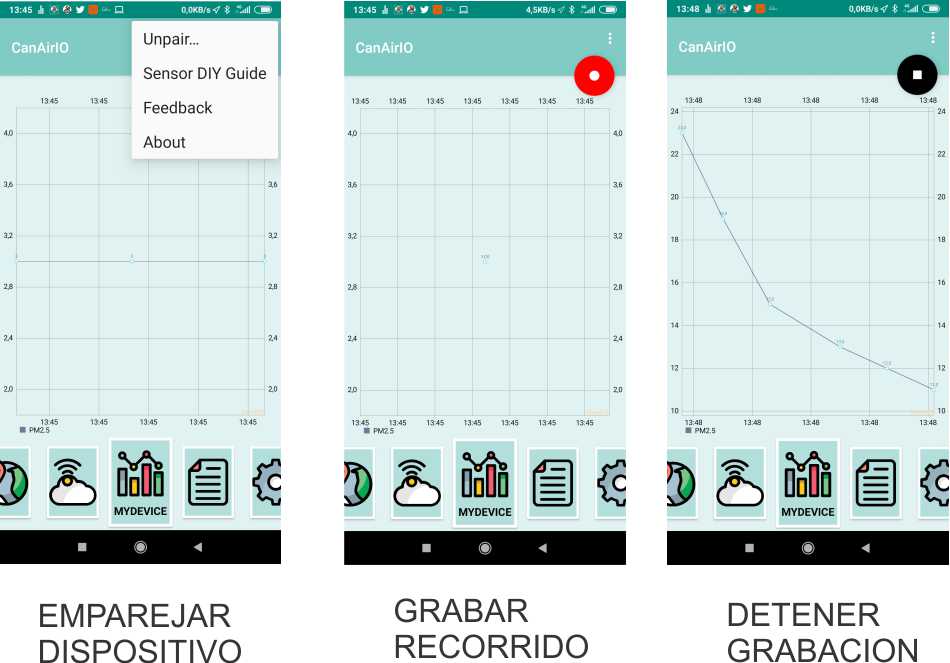 13:45
0,0KB/s
CanAirIO
Unpair...
Sensor DIY Guide
Feedback
About
13:45 13:45
4,0
3,6 3,6
3,2 3,2
2,8 2,8
2,4 2,4
2,0 2,0
13:45 13:45 13:45 13:45 13:45
PM2.5
MYDEVICE
EMPAREJAR
DISPOSITIVO
13:45
4,5KB/s
CanAirIO
13:45 13:45 13:45 13:45 13:45 13:45 13:45
4,0 4,0
3,6 3,6
3,2 3,2
2,8 2,8
2,4 2,4
2,0 2,0
13:45 13:45 13:45 13:45 13:45 13:45 13:45
PM2.5
MYDEVICE
GRABAR
RECORRIDO
13:48
0,0KB/s
CanAirIO
13:48 13:48 13:48 13:48 13:48
24 24
22 22
20 20
18 18
16 16
14 14
12 12
10 10
13:48 13:48 13:48 13:48 13:48
PM2.5
MYDEVICE
DETENER
GRABACION